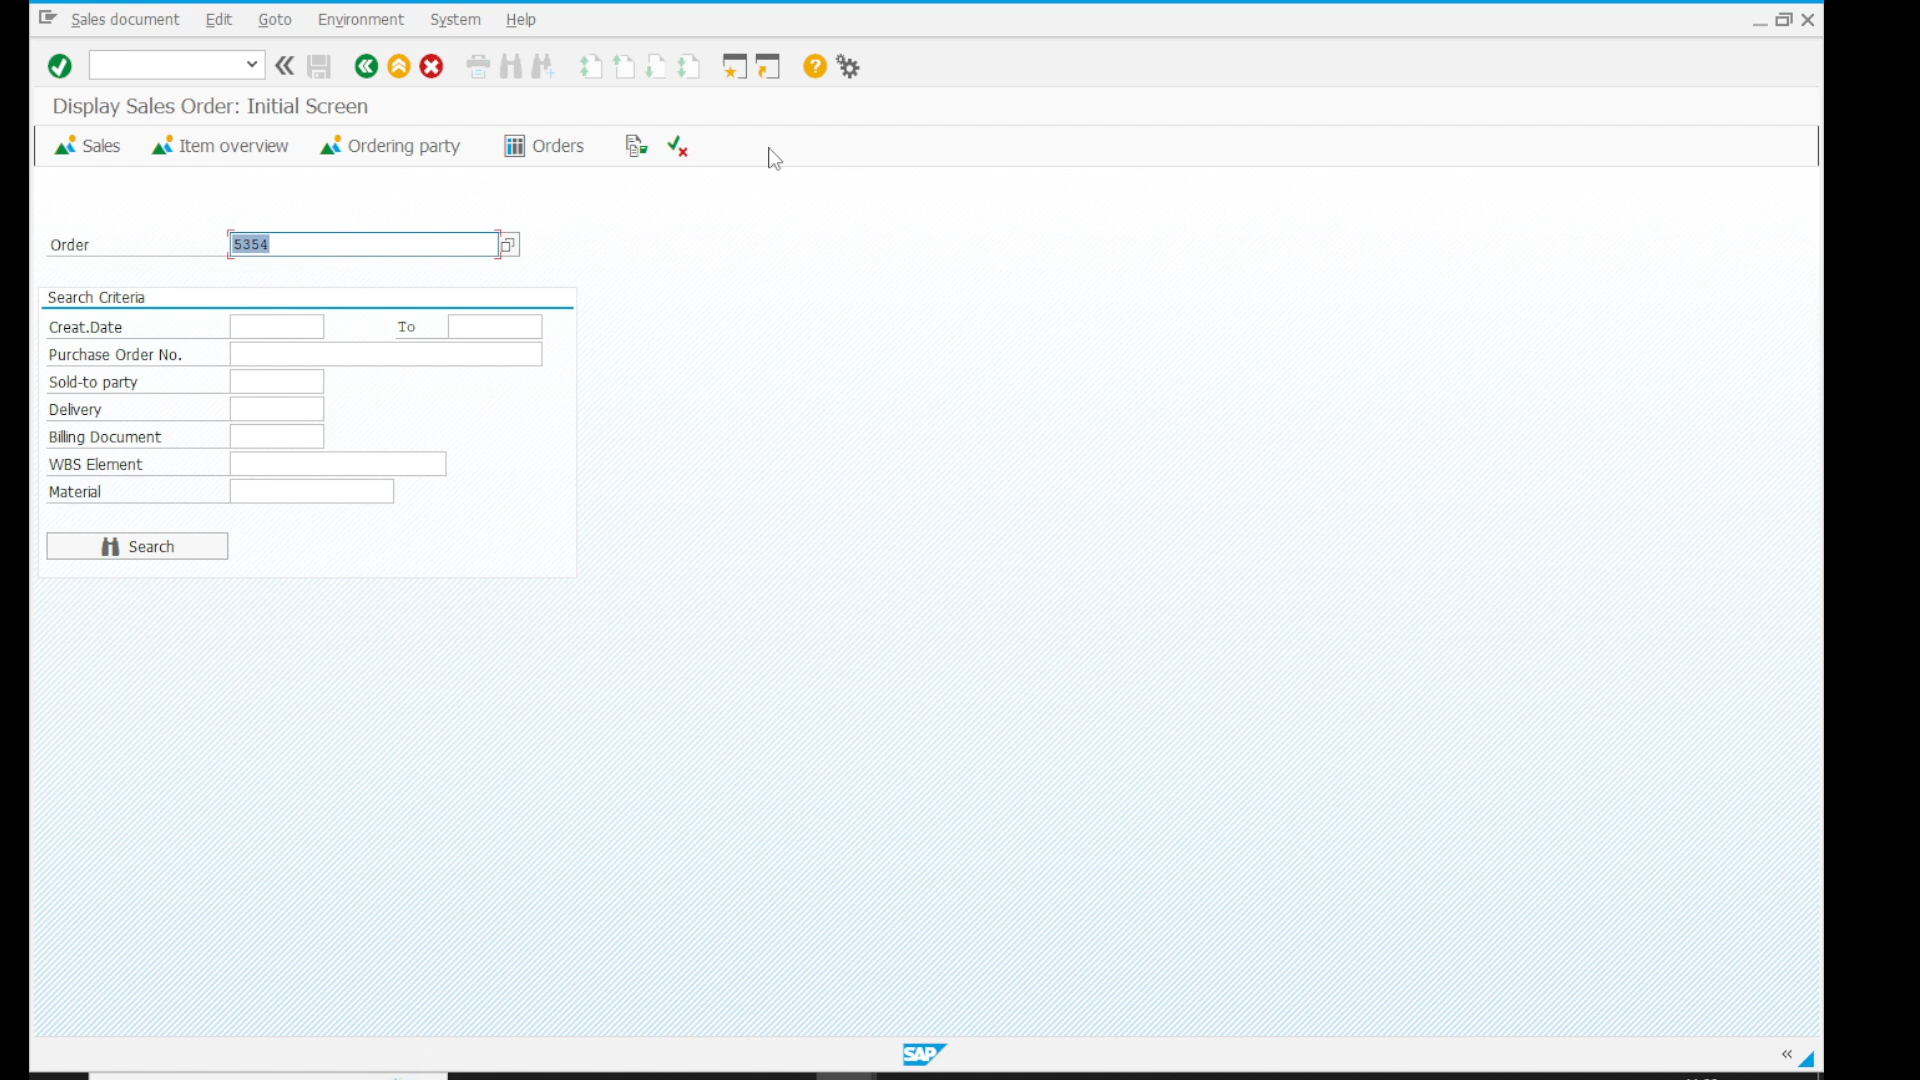 Sales document Edit Goto Environment System Help
Display Sales Order: Initial Screen
Sales Item overview Ordering party Orders
Order 5354
Search Criteria
Creat.Date To
Purchase Order No.
Sold-to party
Delivery
Billing Document
WBS Element
Material
Search
SAP